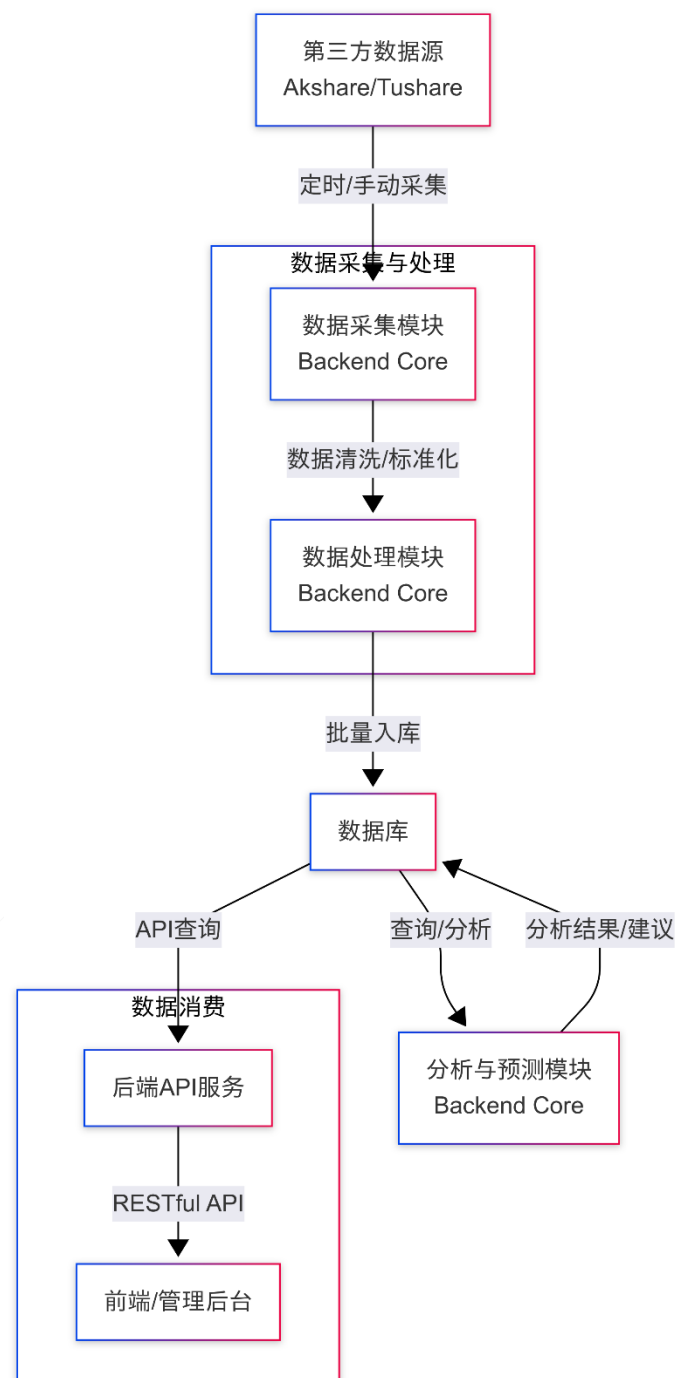 第三方数据源
Akshare/Tushare
定时/手动采集
数据采集与处理
数据采集模块
Backend Core
数据清洗/标准化
数据处理模块
Backend Core
批量入库
数据库
API查询
查询/分析
分析结果/建议
数据消费
后端API服务
分析与预测模块
Backend Core
RESTful API
前端/管理后台